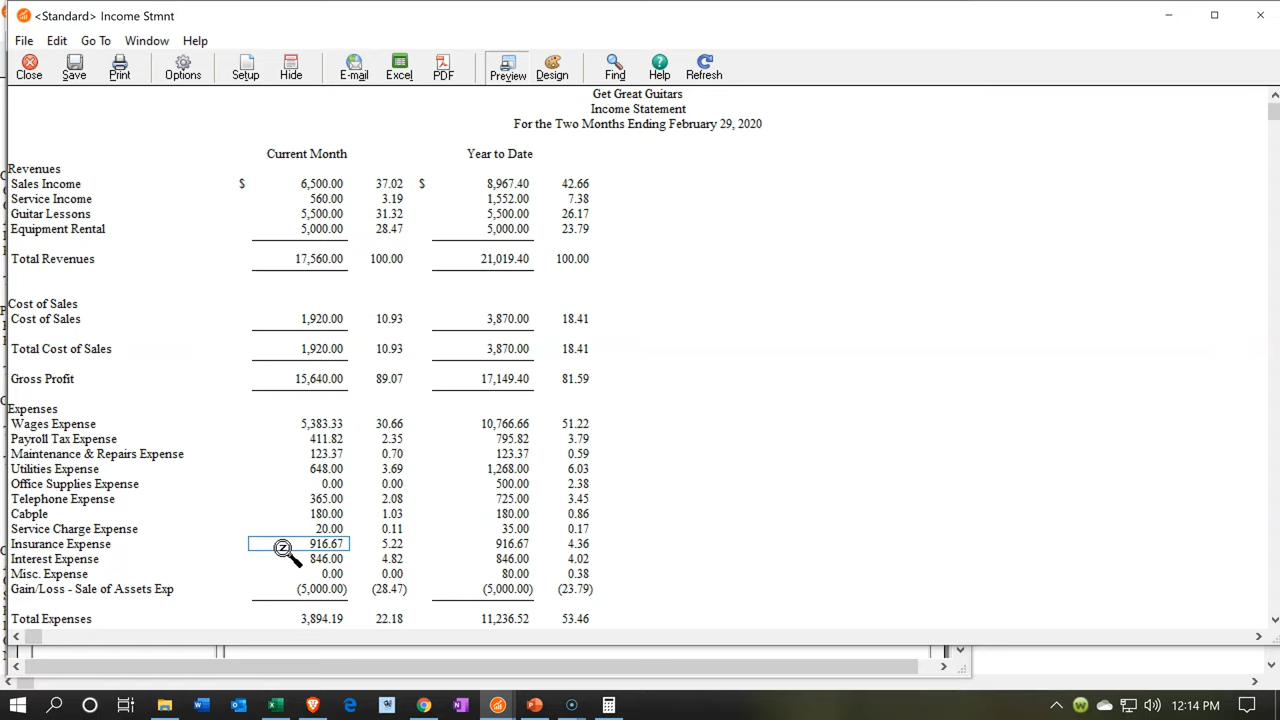 <Standard> Income Stmnt
File Edit Go To Window Help
Close Save Print Options Setup Hide E-mail Excel PDF Preview Design Find Help Refresh
Get Great Guitars
Income Statement
For the Two Months Ending February 29, 2020
Current Month Year to Date
Revenues
Sales Income $ 6,500.00 37.02 $ 8,967.40 42.66
Service Income 560.00 3.19 1,552.00 7.38
Guitar Lessons 5,500.00 31.32 5,500.00 26.17
Equipment Rental 5,000.00 28.47 5,000.00 23.79
Total Revenues 17,560.00 100.00 21,019.40 100.00
Cost of Sales
Cost of Sales 1,920.00 10.93 3,870.00 18.41
Total Cost of Sales 1,920.00 10.93 3,870.00 18.41
Gross Profit 15,640.00 89.07 17,149.40 81.59
Expenses
Wages Expense 5,383.33 30.66 10,766.66 51.22
Payroll Tax Expense 411.82 2.35 795.82 3.79
Maintenance & Repairs Expense 123.37 0.70 123.37 0.59
Utilities Expense 648.00 3.69 1,268.00 6.03
Office Supplies Expense 0.00 0.00 500.00 2.38
Telephone Expense 365.00 2.08 725.00 3.45
Cabple 180.00 1.03 180.00 0.86
Service Charge Expense 20.00 0.11 35.00 0.17
Insurance Expense 916.67 5.22 916.67 4.36
Interest Expense 846.00 4.82 846.00 4.02
Misc. Expense 0.00 0.00 80.00 0.38
Gain/Loss - Sale of Assets Exp (5,000.00) (28.47) (5,000.00) (23.79)
Total Expenses 3,894.19 22.18 11,236.52 53.46
12:14 PM